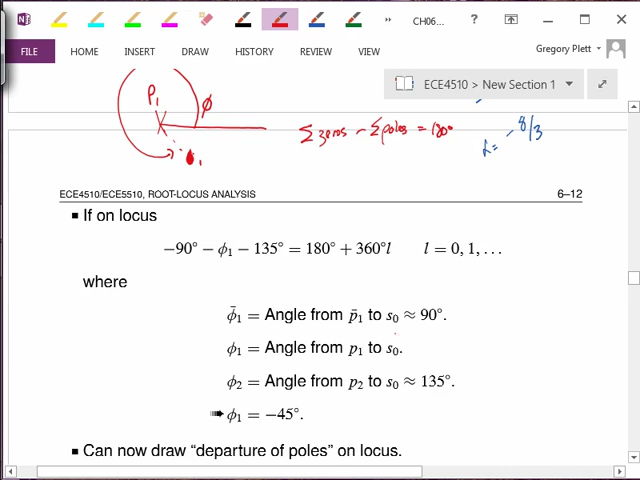 CH06...
?
FILE
HOME
INSERT
DRAW
HISTORY
REVIEW
VIEW
Gregory Plett
ECE4510 > New Section 1
P₁
ϕ
Σzeros − Σpoles = 180°
α = −8/3
ECE4510/ECE5510, ROOT-LOCUS ANALYSIS 6–12
▪ If on locus
−90° − ϕ₁ − 135° = 180° + 360°l l = 0, 1, . . .
where
ϕ̄₁ = Angle from p̄₁ to s₀ ≈ 90°.
ϕ₁ = Angle from p₁ to s₀.
ϕ₂ = Angle from p₂ to s₀ ≈ 135°.
➠ ϕ₁ = −45°.
▪ Can now draw “departure of poles” on locus.